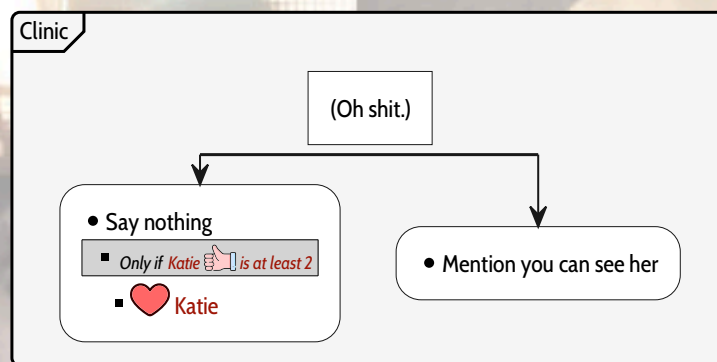 Clinic
(Oh shit.)
Say nothing
Only if Katie is at least 2
Katie
Mention you can see her